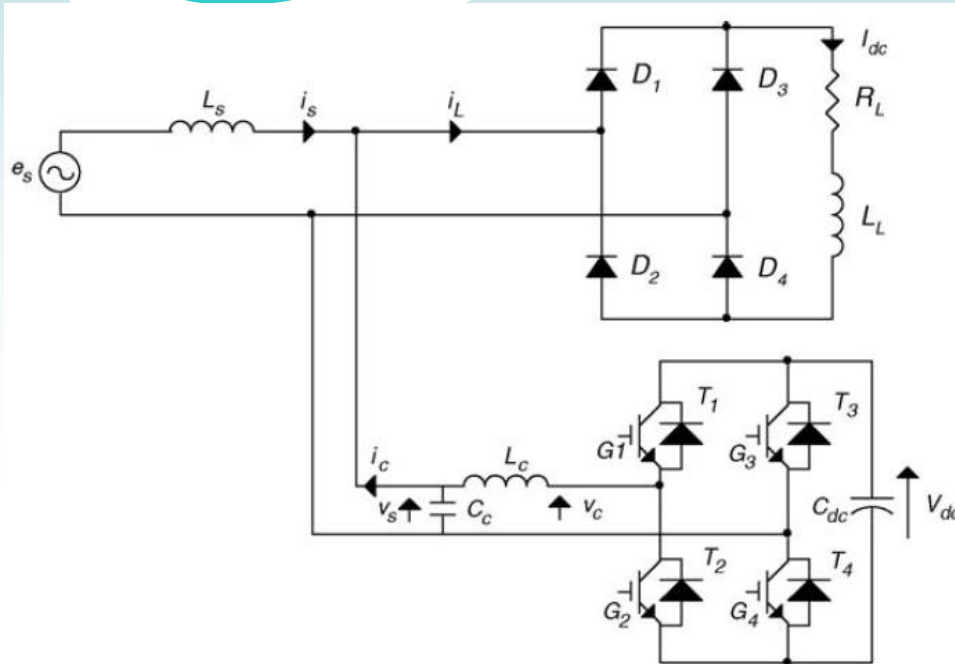 I_dc
D_1
D_3
R_L
L_s
i_s
i_L
e_s
L_L
D_2
D_4
T_1
T_3
G1
G_3
i_c
L_c
v_s
C_c
v_c
C_dc
V_dc
T_2
T_4
G_2
G_4